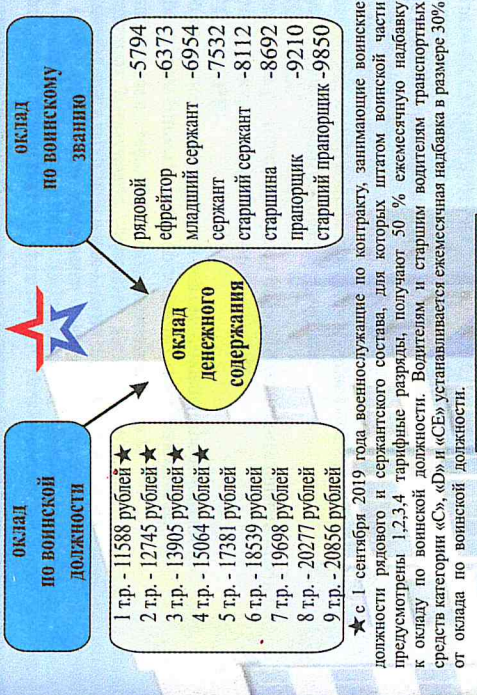 ОКЛАД
ПО ВОИНСКОЙ
ДОЛЖНОСТИ
1 т.р. - 11588 рублей★
2 т.р. - 12745 рублей★
3 т.р. - 13905 рублей★
4 т.р. - 15064 рублей★
5 т.р. - 17381 рублей
6 т.р. - 18539 рублей
7 т.р. - 19698 рублей
8 т.р. - 20277 рублей
9 т.р. - 20856 рублей
ОКЛАД
ДЕНЕЖНОГО
СОДЕРЖАНИЯ
ОКЛАД
ПО ВОИНСКОМУ
ЗВАНИЮ
рядовой -5794
ефрейтор -6373
младший сержант -6954
сержант -7532
старший сержант -8112
старшина -8692
прапорщик -9210
старший прапорщик -9850
★ с 1 сентября 2019 года военнослужащие по контракту, занимающие воинские
должности рядового и сержантского состава, для которых штатом воинской части
предусмотрены 1,2,3,4 тарифные разряды, получают 50 % ежемесячную надбавку
к окладу по воинской должности. Водителям и старшим водителям транспортных
средств категории «C», «D» и «CE» устанавливается ежемесячная надбавка в размере 30%
от оклада по воинской должности.